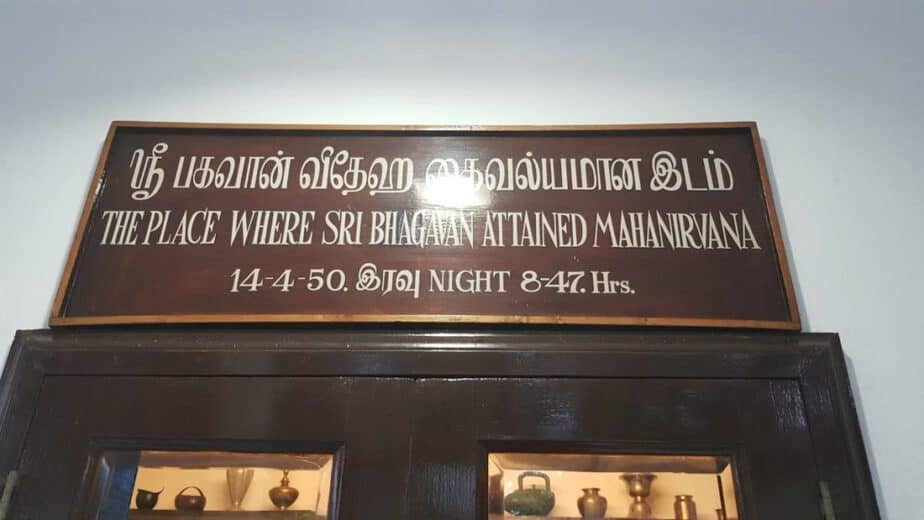 ஸ்ரீ பகவான் விதேஹ கைவல்யமான இடம்
THE PLACE WHERE SRI BHAGAVAN ATTAINED MAHANIRVANA
14-4-50. இரவு NIGHT 8-47. Hrs.